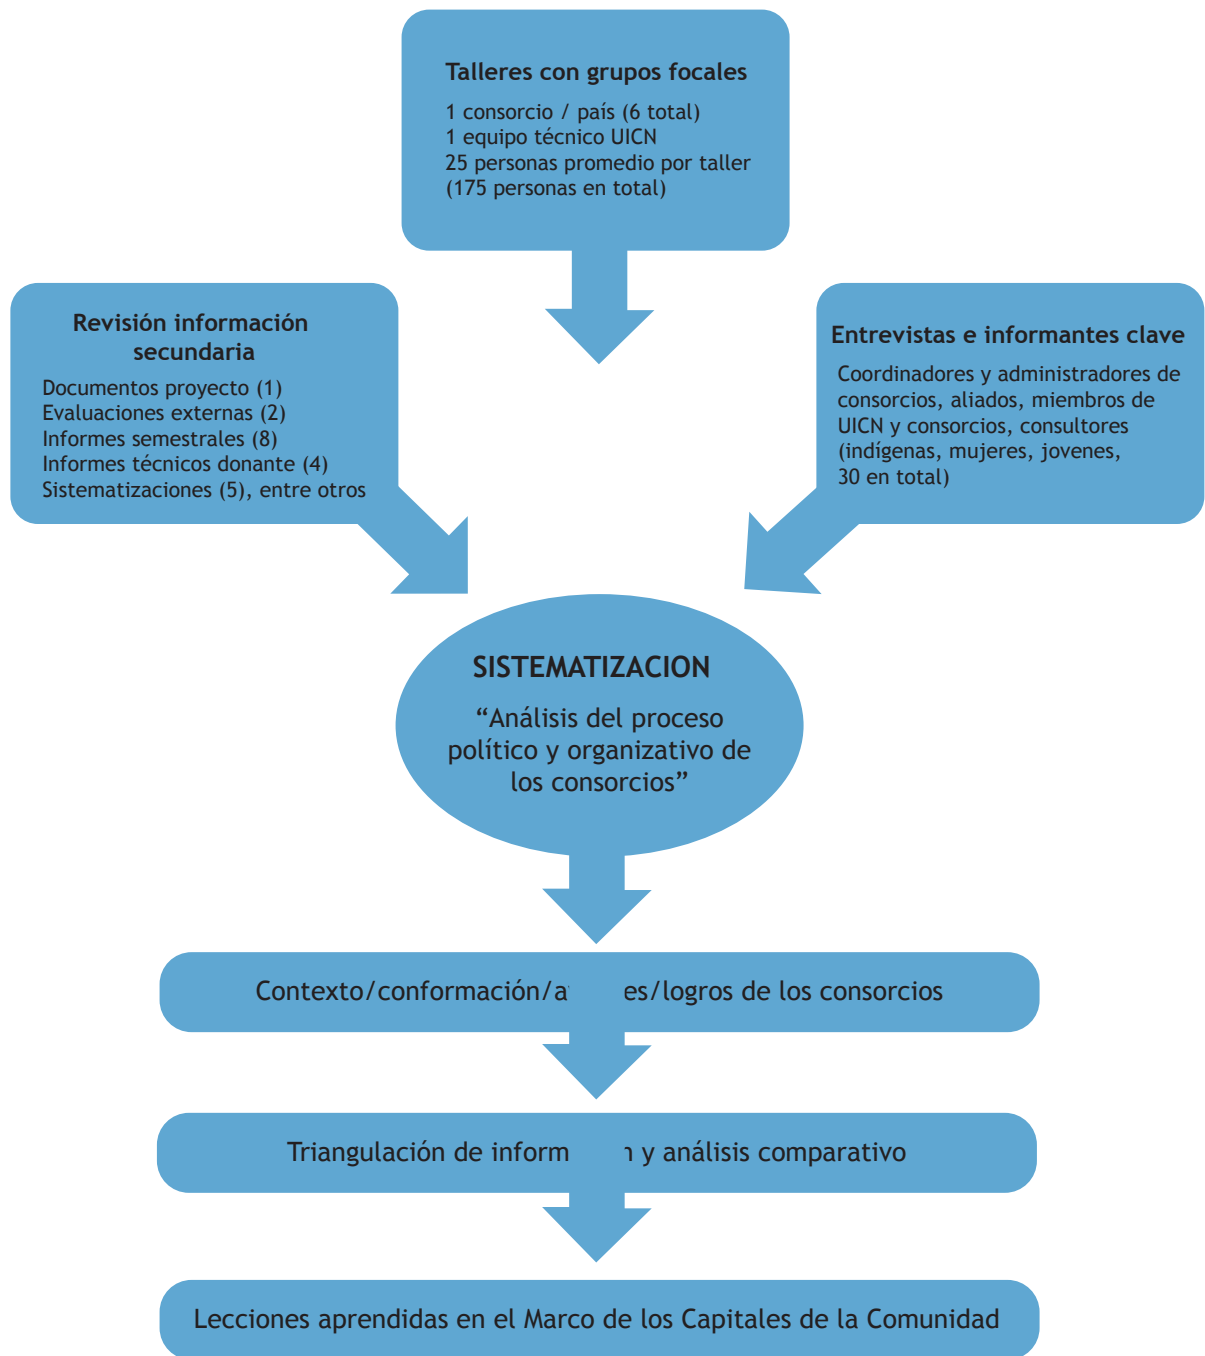 Talleres con grupos focales
1 consorcio / país (6 total)
1 equipo técnico UICN
25 personas promedio por taller
(175 personas en total)
Revisión información
secundaria
Documentos proyecto (1)
Evaluaciones externas (2)
Informes semestrales (8)
Informes técnicos donante (4)
Sistematizaciones (5), entre otros
Entrevistas e informantes clave
Coordinadores y administradores de
consorcios, aliados, miembros de
UICN y consorcios, consultores
(indígenas, mujeres, jovenes,
30 en total)
SISTEMATIZACION
“Análisis del proceso
político y organizativo de
los consorcios”
Contexto/conformación/ es/logros de los consorcios
Triangulación de inform y análisis comparativo
Lecciones aprendidas en el Marco de los Capitales de la Comunidad